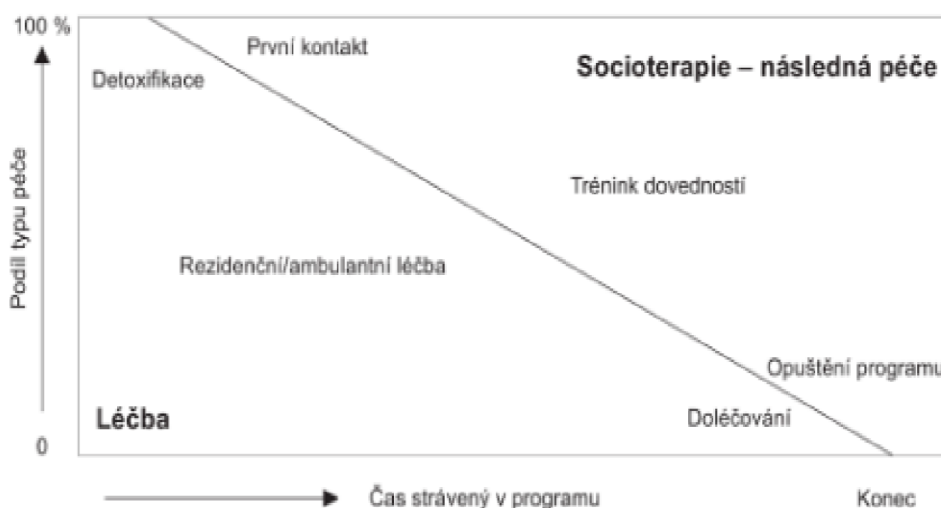 100 %
První kontakt
Detoxifikace
Socioterapie – následná péče
Trénink dovedností
Podíl typu péče
Rezidenční/ambulantní léčba
Opuštění programu
Léčba
Doléčování
0
Čas strávený v programu
Konec